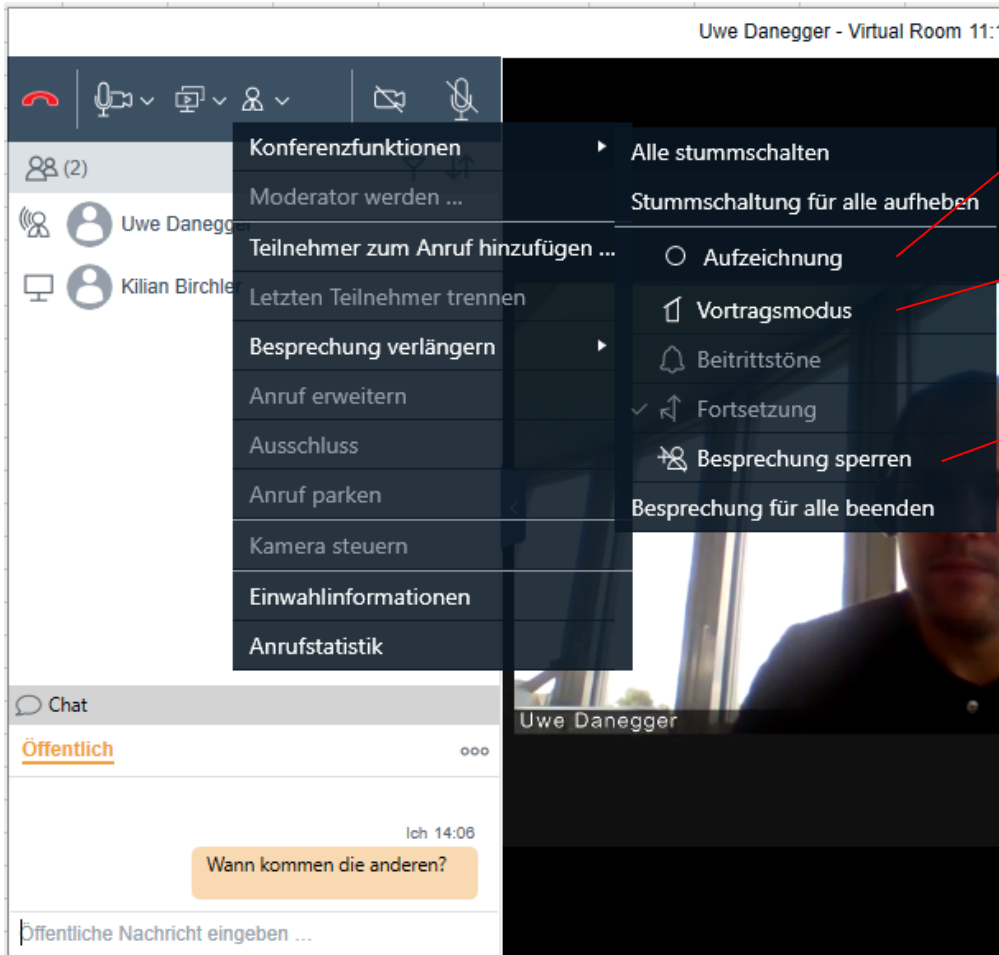 Uwe Danegger - Virtual Room 11:
(2)
Uwe Danegger
Kilian Birchler
Konferenzfunktionen
Moderator werden ...
Teilnehmer zum Anruf hinzufügen ...
Letzten Teilnehmer trennen
Besprechung verlängern
Anruf erweitern
Ausschluss
Anruf parken
Kamera steuern
Einwahlinformationen
Anrufstatistik
Alle stummschalten
Stummschaltung für alle aufheben
Aufzeichnung
Vortragsmodus
Beitrittstöne
Fortsetzung
Besprechung sperren
Besprechung für alle beenden
Uwe Danegger
Chat
Öffentlich
Ich 14:06
Wann kommen die anderen?
Öffentliche Nachricht eingeben ...